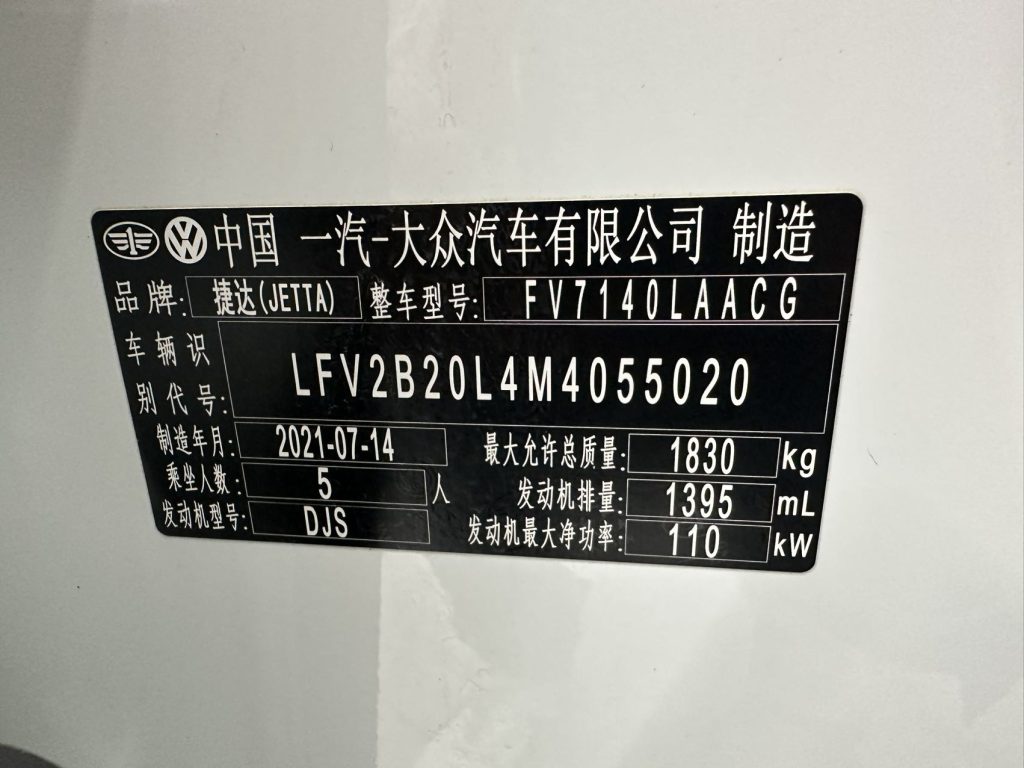 中国 一汽-大众汽车有限公司 制造
品牌: 捷达(JETTA) 整车型号: FV7140LAACG
车辆识别代号: LFV2B20L4M4055020
制造年月: 2021-07-14 最大允许总质量: 1830 kg
乘坐人数: 5 人 发动机排量: 1395 mL
发动机型号: DJS 发动机最大净功率: 110 kW